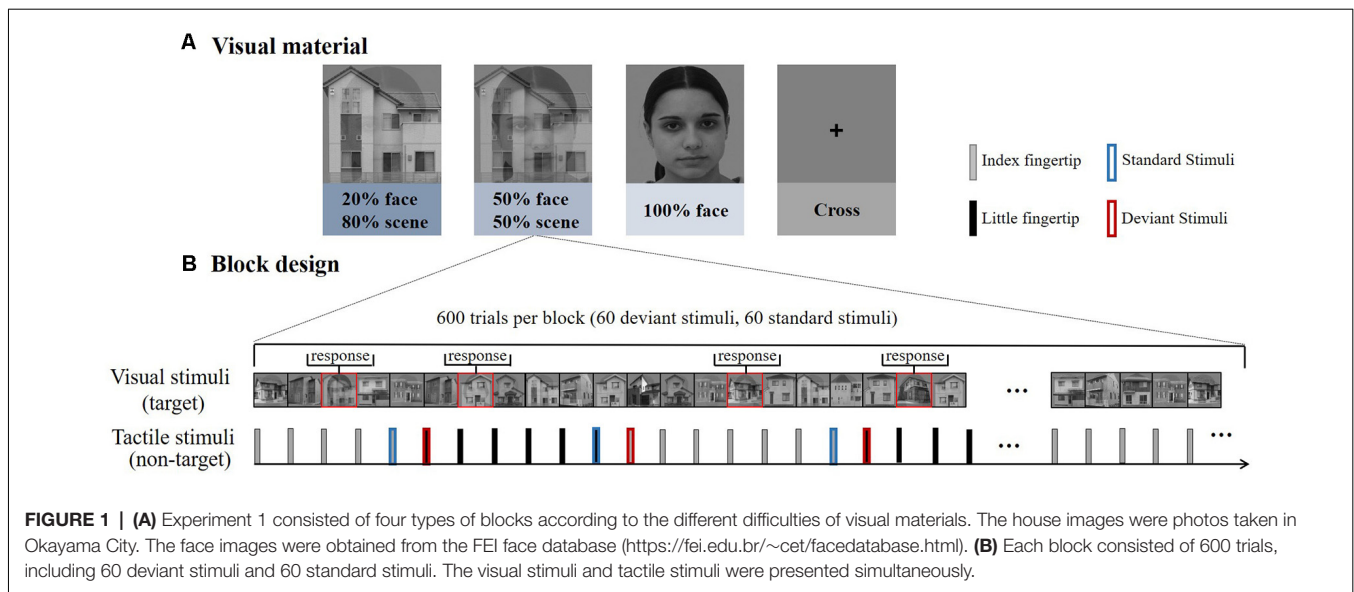 A Visual material
20% face
80% scene
50% face
50% scene
100% face
+
Cross
Index fingertip
Standard Stimuli
Little fingertip
Deviant Stimuli
B Block design
600 trials per block (60 deviant stimuli, 60 standard stimuli)
response
response
response
response
Visual stimuli
(target)
...
Tactile stimuli
(non-target)
...
...
FIGURE 1 | (A) Experiment 1 consisted of four types of blocks according to the different difficulties of visual materials. The house images were photos taken in
Okayama City. The face images were obtained from the FEI face database (https://fei.edu.br/~cet/facedatabase.html). (B) Each block consisted of 600 trials,
including 60 deviant stimuli and 60 standard stimuli. The visual stimuli and tactile stimuli were presented simultaneously.